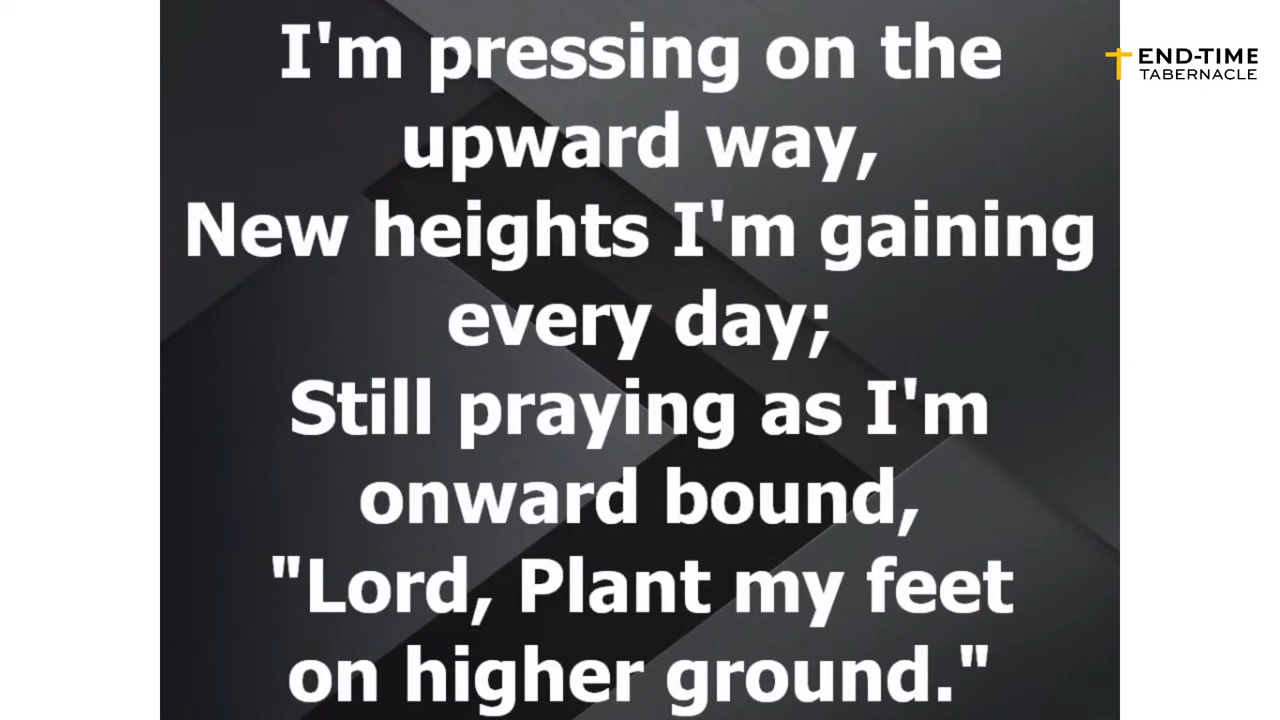 I'm pressing on the
upward way,
New heights I'm gaining
every day;
Still praying as I'm
onward bound,
"Lord, Plant my feet
on higher ground."
END-TIME
TABERNACLE